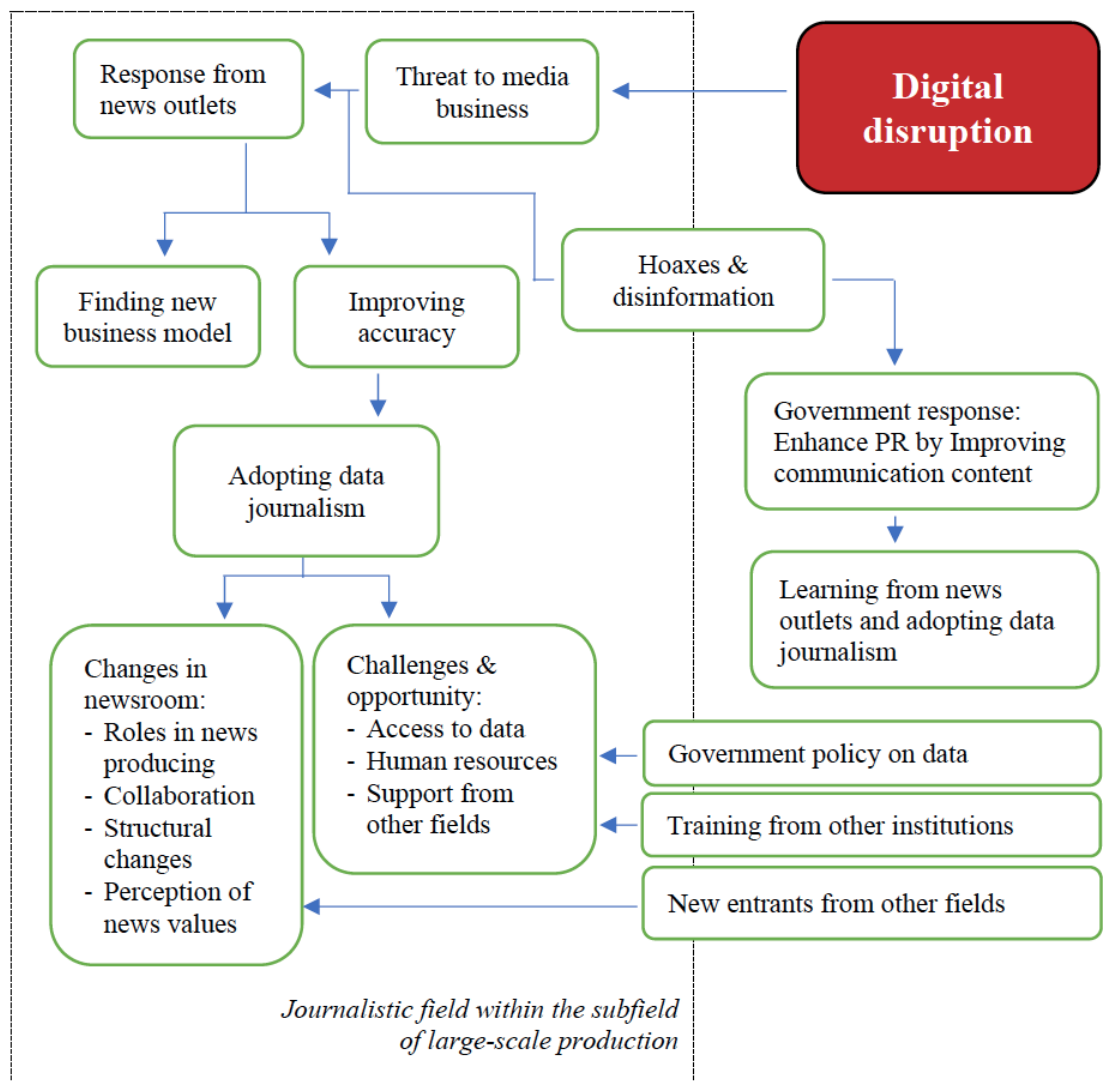 Response from
news outlets
Threat to media
business
Digital
disruption
Hoaxes &
disinformation
Finding new
business model
Improving
accuracy
Government response:
Enhance PR by Improving
communication content
Adopting data
journalism
Learning from news
outlets and adopting data
journalism
Changes in
newsroom:
- Roles in news
producing
- Collaboration
- Structural
changes
- Perception of
news values
Challenges &
opportunity:
- Access to data
- Human resources
- Support from
other fields
Government policy on data
Training from other institutions
New entrants from other fields
Journalistic field within the subfield
of large-scale production